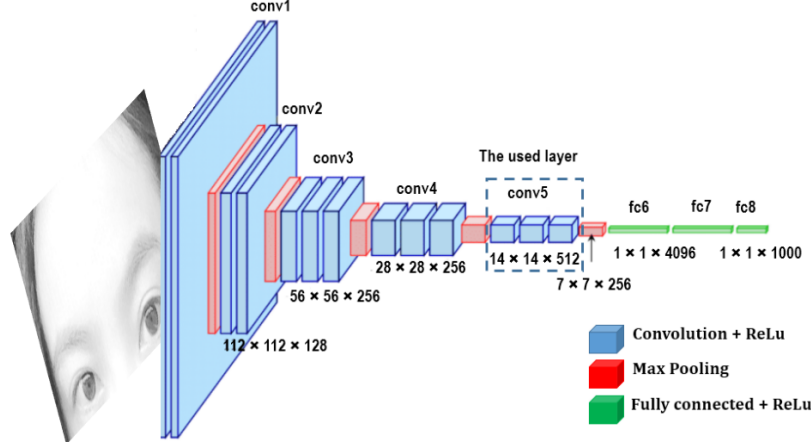 conv1
conv2
conv3
The used layer
conv4
conv5
fc6
fc7
fc8
1 × 1 × 4096
1 × 1 × 1000
28 × 28 × 256
14 × 14 × 512
7 × 7 × 256
56 × 56 × 256
112 × 112 × 128
Convolution + ReLu
Max Pooling
Fully connected + ReLu